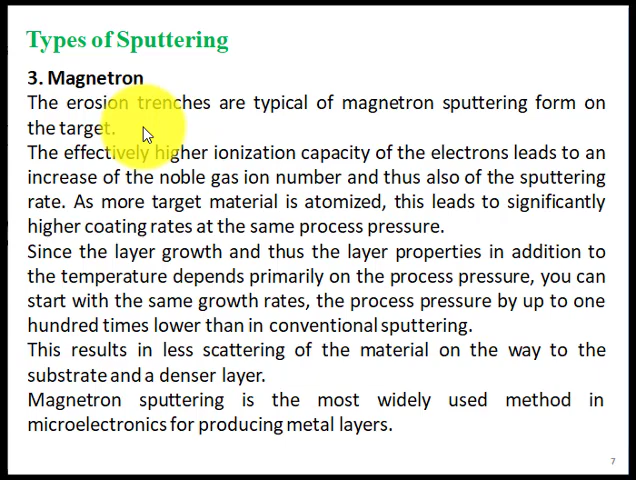 Types of Sputtering
3. Magnetron
The erosion trenches are typical of magnetron sputtering form on
the target.
The effectively higher ionization capacity of the electrons leads to an
increase of the noble gas ion number and thus also of the sputtering
rate. As more target material is atomized, this leads to significantly
higher coating rates at the same process pressure.
Since the layer growth and thus the layer properties in addition to
the temperature depends primarily on the process pressure, you can
start with the same growth rates, the process pressure by up to one
hundred times lower than in conventional sputtering.
This results in less scattering of the material on the way to the
substrate and a denser layer.
Magnetron sputtering is the most widely used method in
microelectronics for producing metal layers.
7